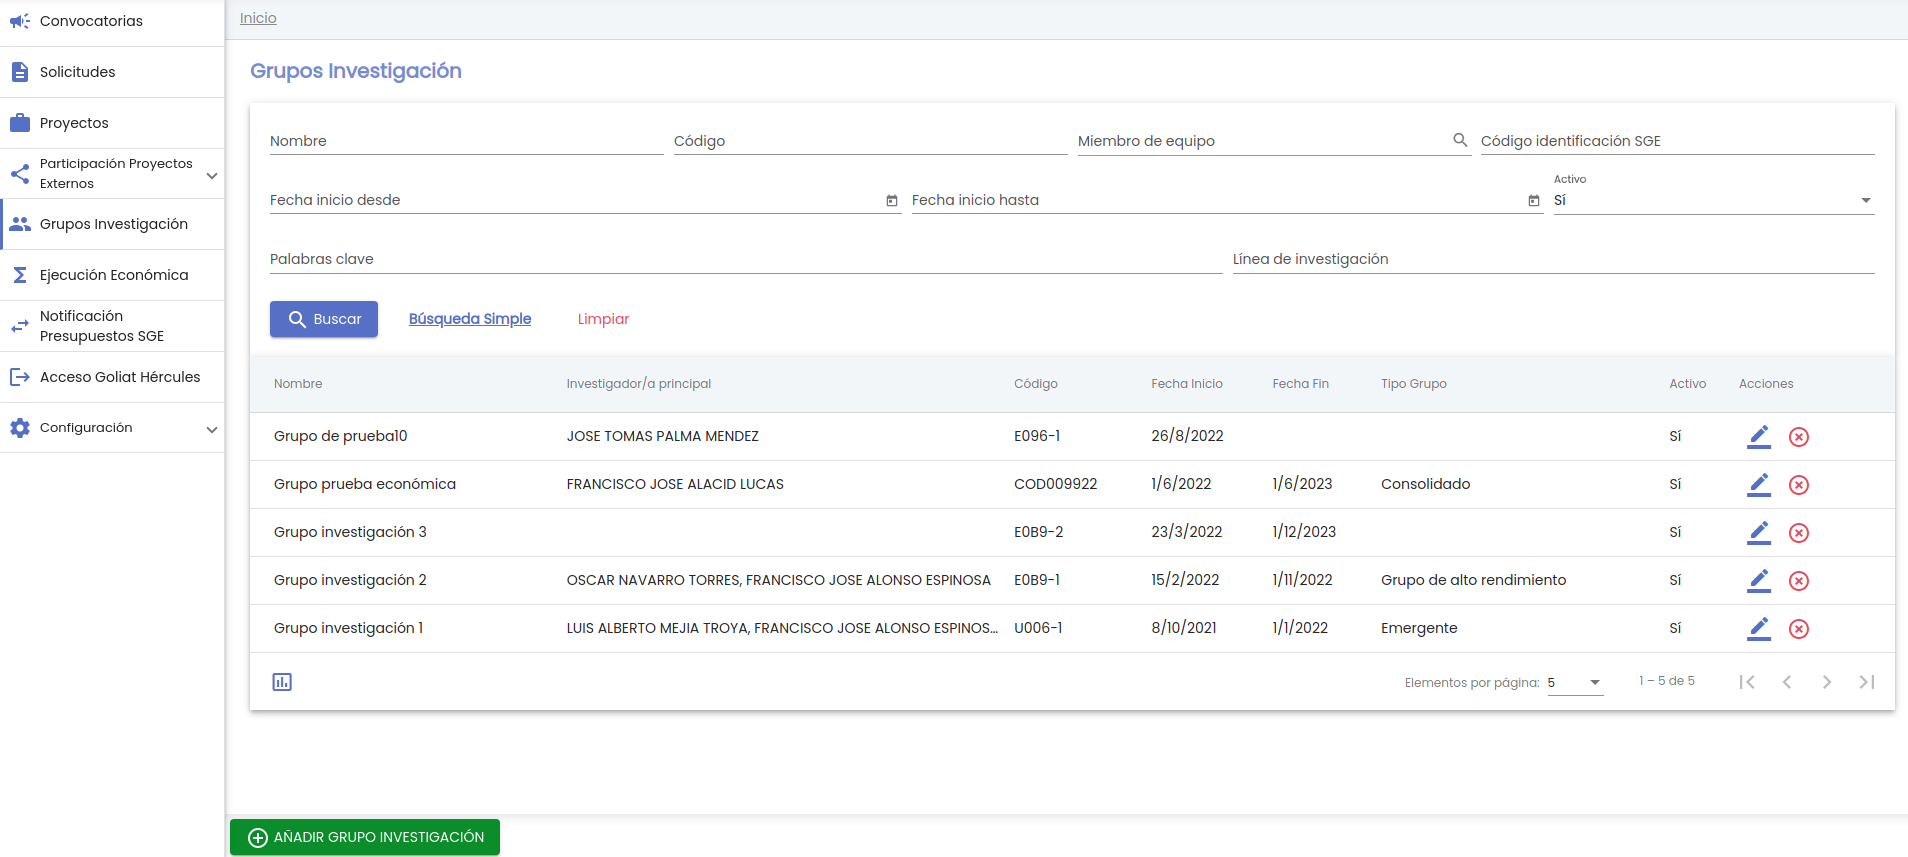 Convocatorias
Solicitudes
Proyectos
Participación Proyectos
Externos
Grupos Investigación
Ejecución Económica
Notificación
Presupuestos SGE
Acceso Goliat Hércules
Configuración
Inicio
Grupos Investigación
Nombre Código Miembro de equipo Código identificación SGE
Activo
Fecha inicio desde Fecha inicio hasta Sí
Palabras clave Línea de investigación
Buscar Búsqueda Simple Limpiar
Nombre Investigador/a principal Código Fecha Inicio Fecha Fin Tipo Grupo Activo Acciones
Grupo de prueba10 JOSE TOMAS PALMA MENDEZ E096-1 26/8/2022 Sí
Grupo prueba económica FRANCISCO JOSE ALACID LUCAS COD009922 1/6/2022 1/6/2023 Consolidado Sí
Grupo investigación 3 E0B9-2 23/3/2022 1/12/2023 Sí
Grupo investigación 2 OSCAR NAVARRO TORRES, FRANCISCO JOSE ALONSO ESPINOSA E0B9-1 15/2/2022 1/11/2022 Grupo de alto rendimiento Sí
Grupo investigación 1 LUIS ALBERTO MEJIA TROYA, FRANCISCO JOSE ALONSO ESPINOS... U006-1 8/10/2021 1/1/2022 Emergente Sí
Elementos por página: 5 1 – 5 de 5
AÑADIR GRUPO INVESTIGACIÓN